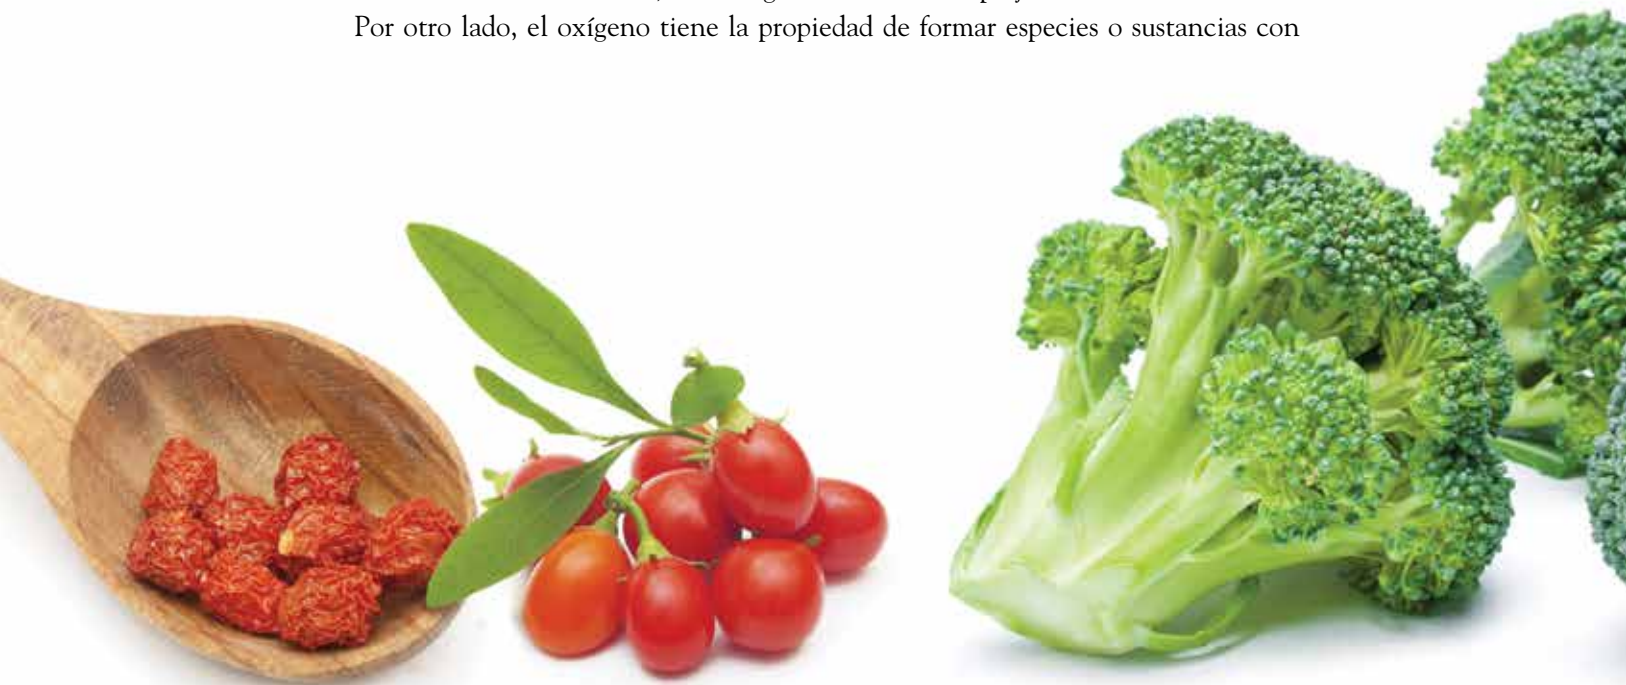 Por otro lado, el oxígeno tiene la propiedad de formar especies o sustancias con